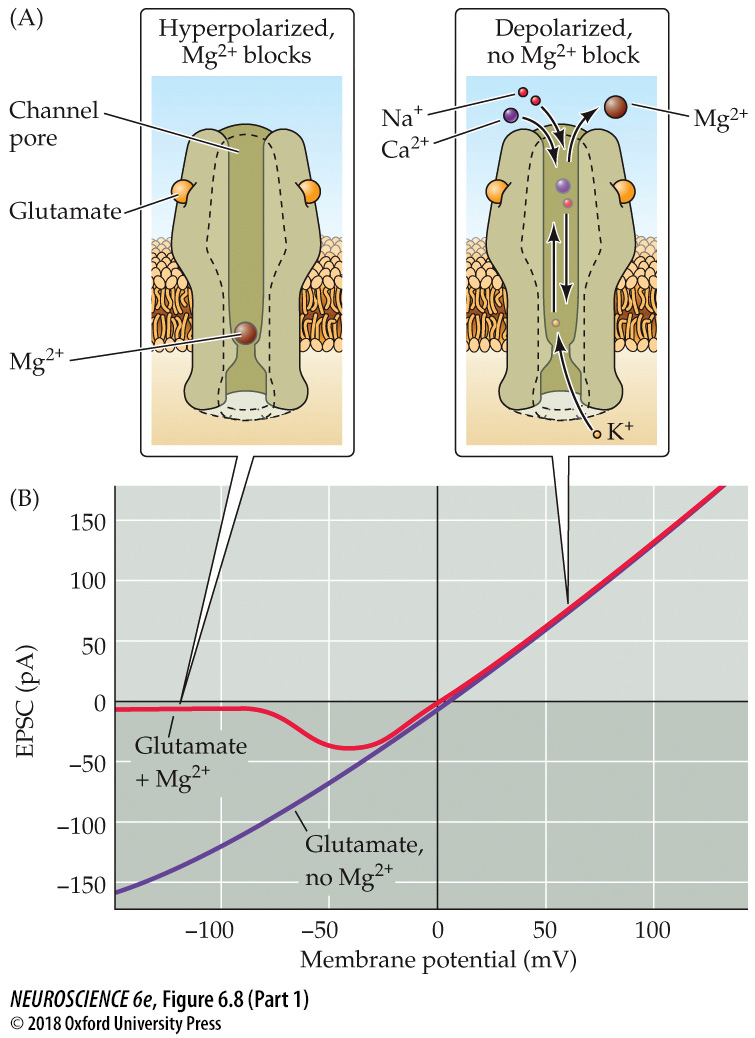 (A)
Hyperpolarized,
Mg²⁺ blocks
Depolarized,
no Mg²⁺ block
Channel
pore
Glutamate
Mg²⁺
Na⁺
Ca²⁺
Mg²⁺
K⁺
(B)
EPSC (pA)
150
100
50
0
−50
−100
−150
Glutamate
+ Mg²⁺
Glutamate,
no Mg²⁺
−100
−50
0
50
100
Membrane potential (mV)
NEUROSCIENCE 6e, Figure 6.8 (Part 1)
© 2018 Oxford University Press